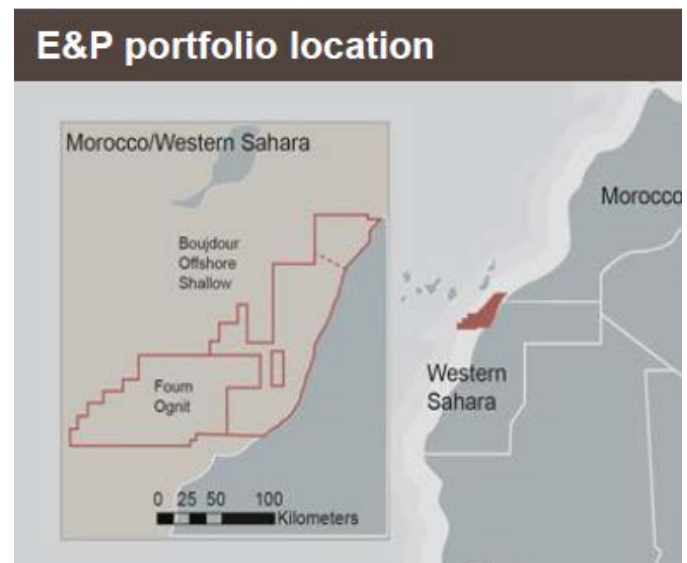 E&P portfolio location
Morocco/Western Sahara
Boujdour
Offshore
Shallow
Foum
Ognit
0 25 50 100
Kilometers
Morocco
Western
Sahara